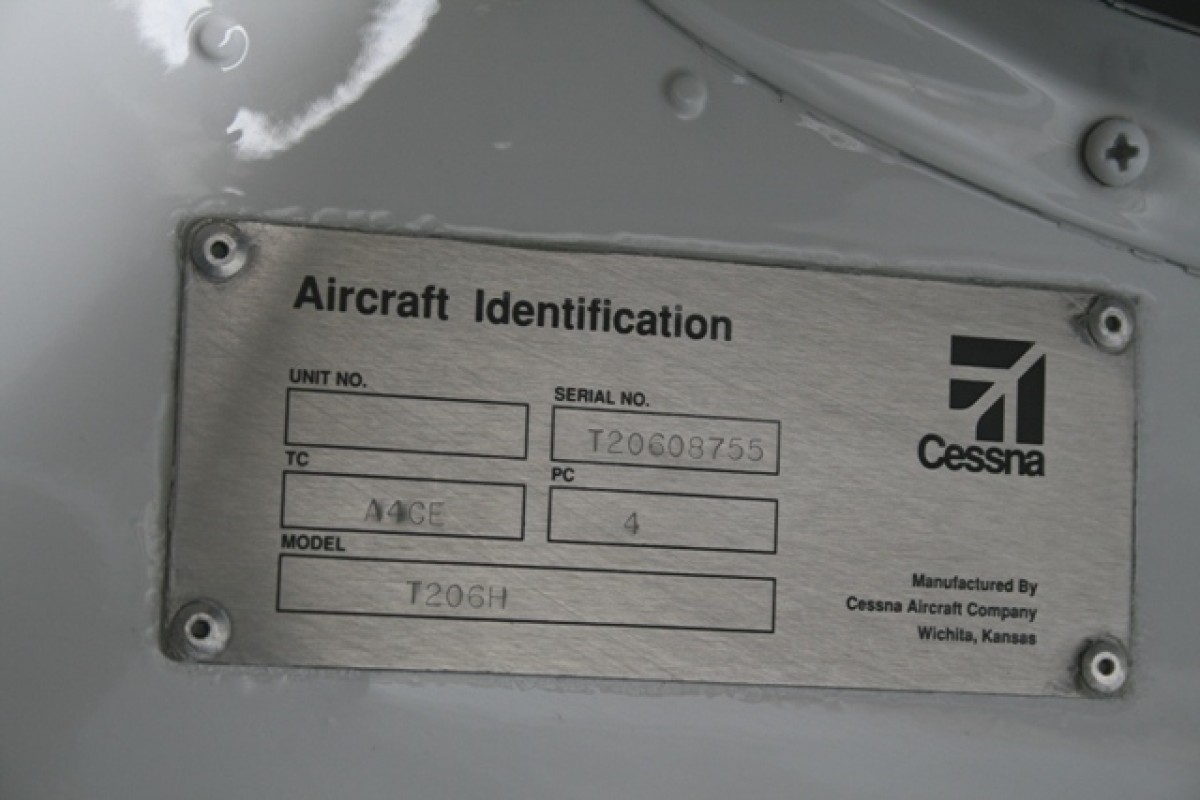 Aircraft Identification
UNIT NO.
SERIAL NO.
T20608755
Cessna
TC
PC
A4CE
4
MODEL
T206H
Manufactured By
Cessna Aircraft Company
Wichita, Kansas